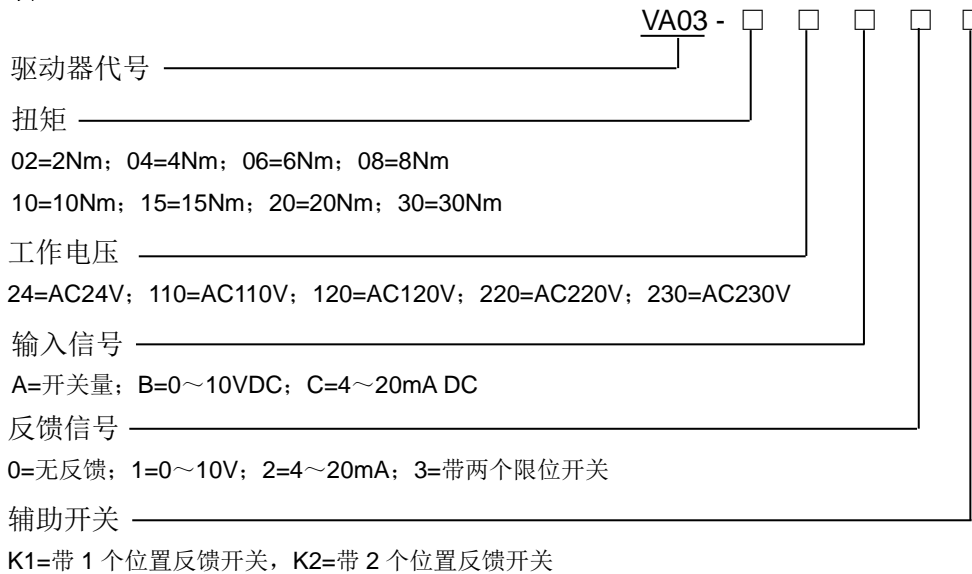 VA03 - □ □ □ □ □
驱动器代号
扭矩
02=2Nm；04=4Nm；06=6Nm；08=8Nm
10=10Nm；15=15Nm；20=20Nm；30=30Nm
工作电压
24=AC24V；110=AC110V；120=AC120V；220=AC220V；230=AC230V
输入信号
A=开关量；B=0～10VDC；C=4～20mA DC
反馈信号
0=无反馈；1=0～10V；2=4～20mA；3=带两个限位开关
辅助开关
K1=带 1 个位置反馈开关，K2=带 2 个位置反馈开关